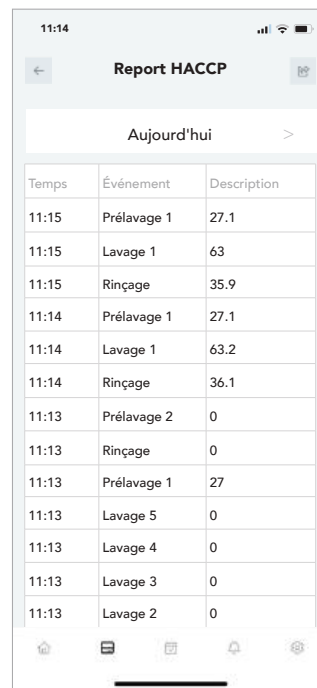 11:14
Report HACCP
Aujourd'hui >
Temps Événement Description
11:15 Prélavage 1 27.1
11:15 Lavage 1 63
11:15 Rinçage 35.9
11:14 Prélavage 1 27.1
11:14 Lavage 1 63.2
11:14 Rinçage 36.1
11:13 Prélavage 2 0
11:13 Rinçage 0
11:13 Prélavage 1 27
11:13 Lavage 5 0
11:13 Lavage 4 0
11:13 Lavage 3 0
11:13 Lavage 2 0